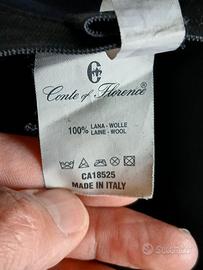 Conte of Florence
100% LANA - WOLLE
LAINE - WOOL
CA18525
MADE IN ITALY